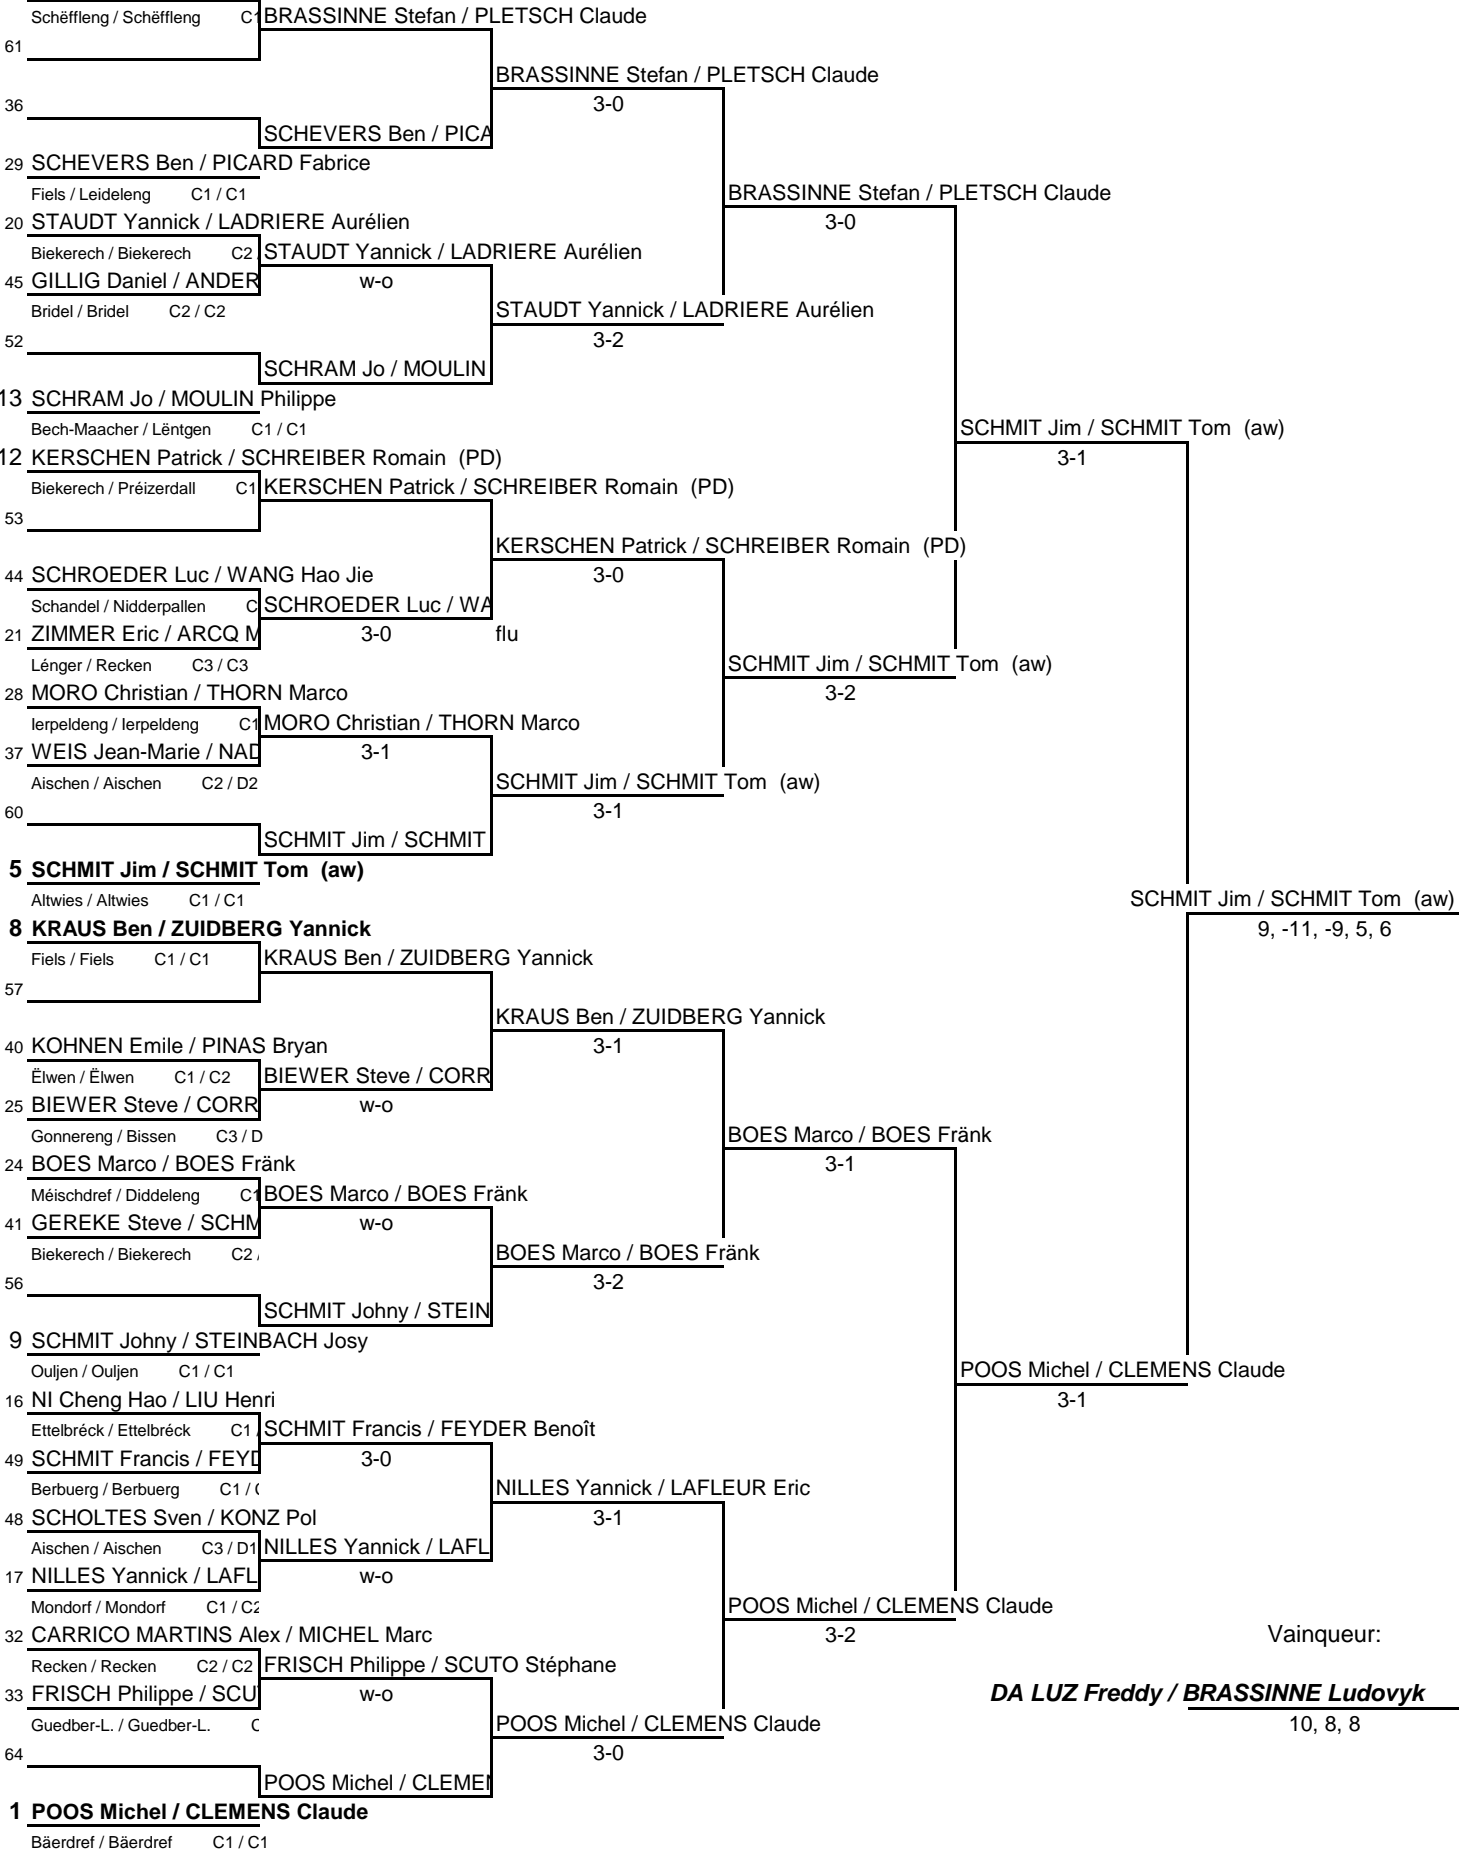 Schëffleng / Schëffleng C1 BRASSINNE Stefan / PLETSCH Claude
61
BRASSINNE Stefan / PLETSCH Claude
36 3-0
SCHEVERS Ben / PICA
29 SCHEVERS Ben / PICARD Fabrice
Fiels / Leideleng C1 / C1 BRASSINNE Stefan / PLETSCH Claude
20 STAUDT Yannick / LADRIERE Aurélien 3-0
Biekerech / Biekerech C2 STAUDT Yannick / LADRIERE Aurélien
45 GILLIG Daniel / ANDER w-o
Bridel / Bridel C2 / C2 STAUDT Yannick / LADRIERE Aurélien
52 3-2
SCHRAM Jo / MOULIN
13 SCHRAM Jo / MOULIN Philippe
Bech-Maacher / Lëntgen C1 / C1 SCHMIT Jim / SCHMIT Tom (aw)
12 KERSCHEN Patrick / SCHREIBER Romain (PD) 3-1
Biekerech / Préizerdall C1 KERSCHEN Patrick / SCHREIBER Romain (PD)
53
KERSCHEN Patrick / SCHREIBER Romain (PD)
44 SCHROEDER Luc / WANG Hao Jie 3-0
Schandel / Nidderpallen C SCHROEDER Luc / WA
21 ZIMMER Eric / ARCQ M 3-0 flu
Lénger / Recken C3 / C3 SCHMIT Jim / SCHMIT Tom (aw)
28 MORO Christian / THORN Marco 3-2
Ierpeldeng / Ierpeldeng C1 MORO Christian / THORN Marco
37 WEIS Jean-Marie / NAD 3-1
Aischen / Aischen C2 / D2 SCHMIT Jim / SCHMIT Tom (aw)
60 3-1
SCHMIT Jim / SCHMIT
5 SCHMIT Jim / SCHMIT Tom (aw)
Altwies / Altwies C1 / C1 SCHMIT Jim / SCHMIT Tom (aw)
8 KRAUS Ben / ZUIDBERG Yannick 9, -11, -9, 5, 6
Fiels / Fiels C1 / C1 KRAUS Ben / ZUIDBERG Yannick
57
KRAUS Ben / ZUIDBERG Yannick
40 KOHNEN Emile / PINAS Bryan 3-1
Ëlwen / Ëlwen C1 / C2 BIEWER Steve / CORR
25 BIEWER Steve / CORR w-o
Gonnereng / Bissen C3 / D BOES Marco / BOES Fränk
24 BOES Marco / BOES Fränk 3-1
Méischdref / Diddeleng C1 BOES Marco / BOES Fränk
41 GEREKE Steve / SCHM w-o
Biekerech / Biekerech C2 / BOES Marco / BOES Fränk
56 3-2
SCHMIT Johny / STEIN
9 SCHMIT Johny / STEINBACH Josy
Ouljen / Ouljen C1 / C1 POOS Michel / CLEMENS Claude
16 NI Cheng Hao / LIU Henri 3-1
Ettelbréck / Ettelbréck C1 / SCHMIT Francis / FEYDER Benoît
49 SCHMIT Francis / FEYD 3-0
Berbuerg / Berbuerg C1 / NILLES Yannick / LAFLEUR Eric
48 SCHOLTES Sven / KONZ Pol 3-1
Aischen / Aischen C3 / D1 NILLES Yannick / LAFL
17 NILLES Yannick / LAFL w-o
Mondorf / Mondorf C1 / C2 POOS Michel / CLEMENS Claude
32 CARRICO MARTINS Alex / MICHEL Marc 3-2 Vainqueur:
Recken / Recken C2 / C2 FRISCH Philippe / SCUTO Stéphane
33 FRISCH Philippe / SCU w-o DA LUZ Freddy / BRASSINNE Ludovyk
Guedber-L. / Guedber-L. POOS Michel / CLEMENS Claude 10, 8, 8
64 3-0
POOS Michel / CLEME
1 POOS Michel / CLEMENS Claude
Bäerdref / Bäerdref C1 / C1